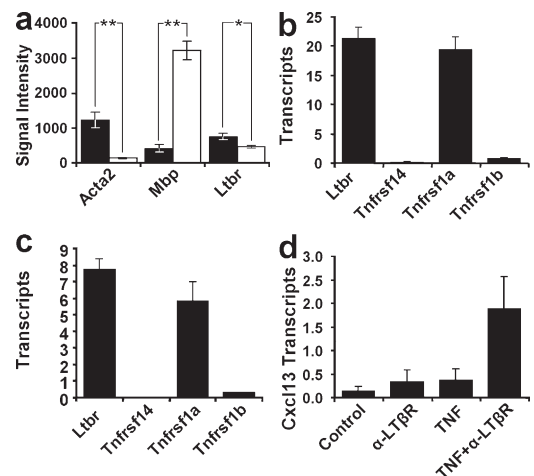 a
Signal Intensity
4000
3000
2000
1000
0
** ** *
Acta2 Mbp Ltbr
b
Transcripts
25
20
15
10
5
0
Ltbr Tnfrsf14 Tnfrsf1a Tnfrsf1b
c
Transcripts
9
8
7
6
5
4
3
2
1
0
Ltbr Tnfrsf14 Tnfrsf1a Tnfrsf1b
d
Cxcl13 Transcripts
3.0
2.5
2.0
1.5
1.0
0.5
0.0
Control α-LTβR TNF TNF+α-LTβR